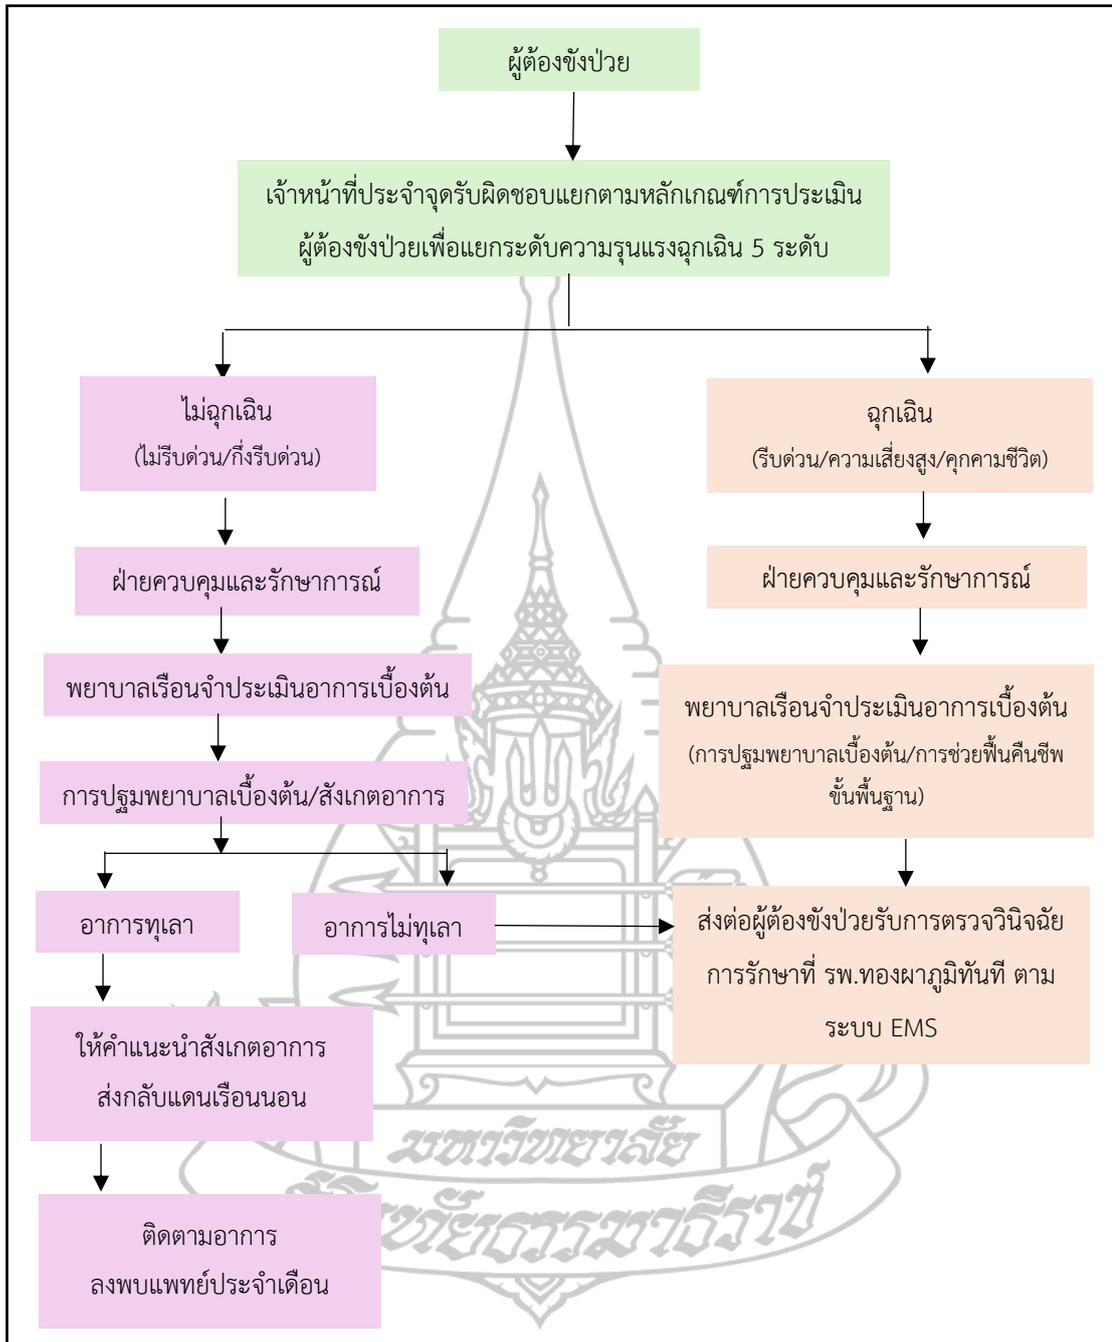 ผู้ต้องขังป่วย
เจ้าหน้าที่ประจำจุดรับผิดชอบแยกตามหลักเกณฑ์การประเมิน
ผู้ต้องขังป่วยเพื่อแยกระดับความรุนแรงฉุกเฉิน 5 ระดับ
ไม่ฉุกเฉิน
(ไม่รีบด่วน/กึ่งรีบด่วน)
ฝ่ายควบคุมและรักษาการณ์
พยาบาลเรือนจำประเมินอาการเบื้องต้น
การปฐมพยาบาลเบื้องต้น/สังเกตอาการ
อาการทุเลา
อาการไม่ทุเลา
ให้คำแนะนำสังเกตอาการ
ส่งกลับแดนเรือนนอน
ติดตามอาการ
ลงพบแพทย์ประจำเดือน
ฉุกเฉิน
(รีบด่วน/ความเสี่ยงสูง/คุกคามชีวิต)
ฝ่ายควบคุมและรักษาการณ์
พยาบาลเรือนจำประเมินอาการเบื้องต้น
(การปฐมพยาบาลเบื้องต้น/การช่วยฟื้นคืนชีพ
ขั้นพื้นฐาน)
ส่งต่อผู้ต้องขังป่วยรับการตรวจวินิจฉัย
การรักษาที่ รพ.ทองผาภูมิทันที ตาม
ระบบ EMS
มหาวิทยาลัย
สุโขทัยธรรมาธิราช